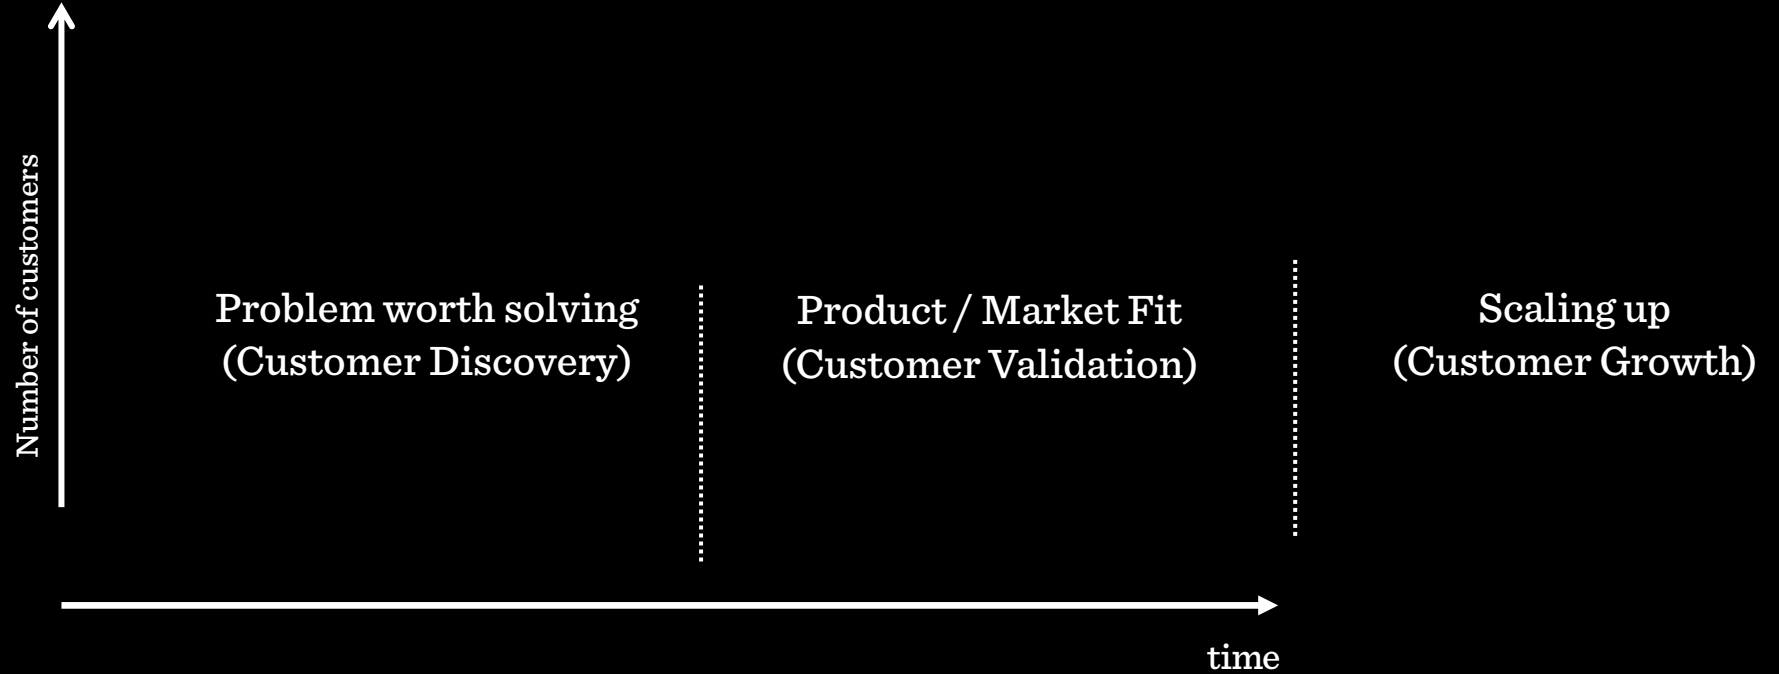 Number of customers
Problem worth solving
(Customer Discovery)
Product / Market Fit
(Customer Validation)
Scaling up
(Customer Growth)
time